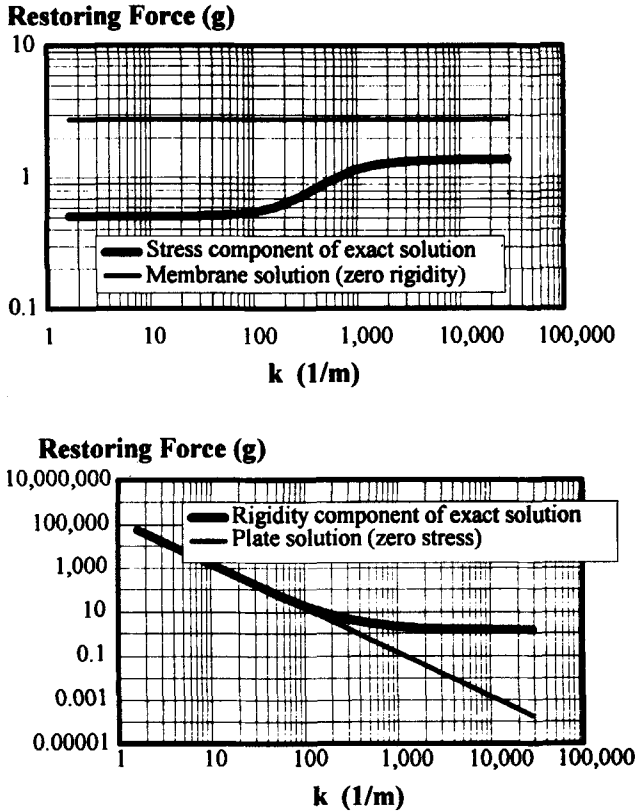 Restoring Force (g)
10
1
0.1
Stress component of exact solution
Membrane solution (zero rigidity)
1 10 100 1,000 10,000 100,000
k (1/m)
Restoring Force (g)
10,000,000
100,000
1,000
10
0.1
0.001
0.00001
Rigidity component of exact solution
Plate solution (zero stress)
1 10 100 1,000 10,000 100,000
k (1/m)